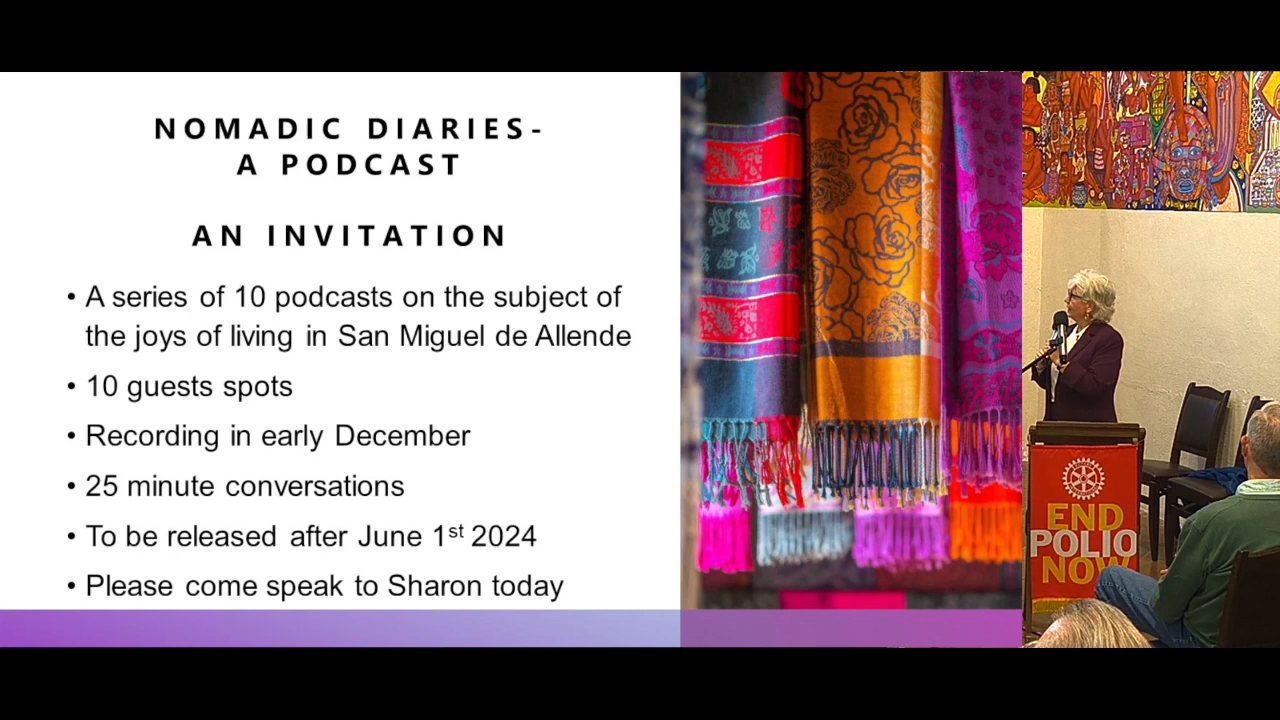 NOMADIC DIARIES-
A PODCAST
AN INVITATION
• A series of 10 podcasts on the subject of
the joys of living in San Miguel de Allende
• 10 guests spots
• Recording in early December
• 25 minute conversations
• To be released after June 1st 2024
• Please come speak to Sharon today
END
POLIO
NOW